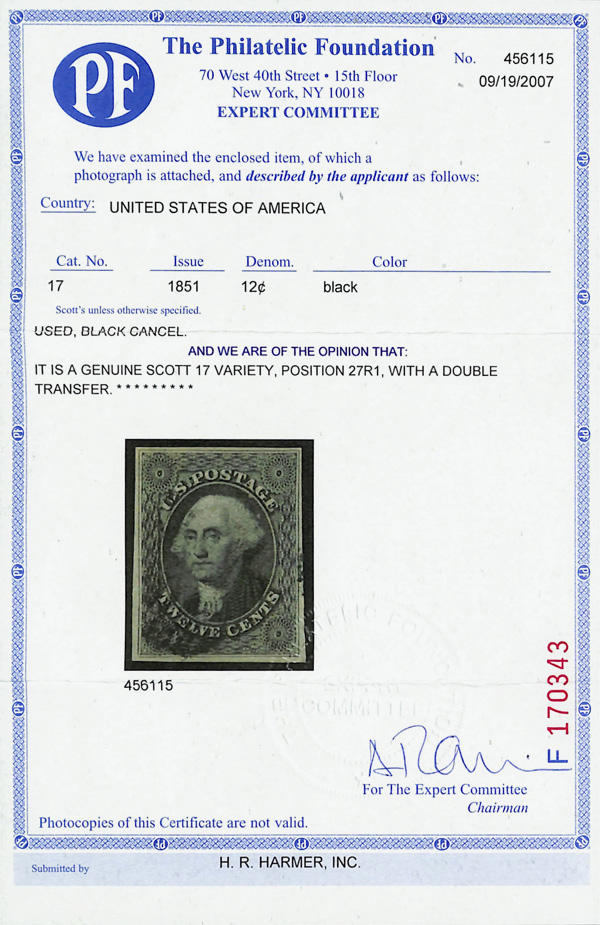 PF
The Philatelic Foundation
70 West 40th Street • 15th Floor
New York, NY 10018
EXPERT COMMITTEE
No. 456115
09/19/2007
We have examined the enclosed item, of which a
photograph is attached, and described by the applicant as follows:
Country: UNITED STATES OF AMERICA
Cat. No. Issue Denom. Color
17 1851 12¢ black
Scott's unless otherwise specified.
USED, BLACK CANCEL.
AND WE ARE OF THE OPINION THAT:
IT IS A GENUINE SCOTT 17 VARIETY, POSITION 27R1, WITH A DOUBLE
TRANSFER. * * * * * * * * *
U.S. POSTAGE
TWELVE CENTS
456115
COMMITTEE
F 170343
For The Expert Committee
Chairman
Photocopies of this Certificate are not valid.
Submitted by H. R. HARMER, INC.